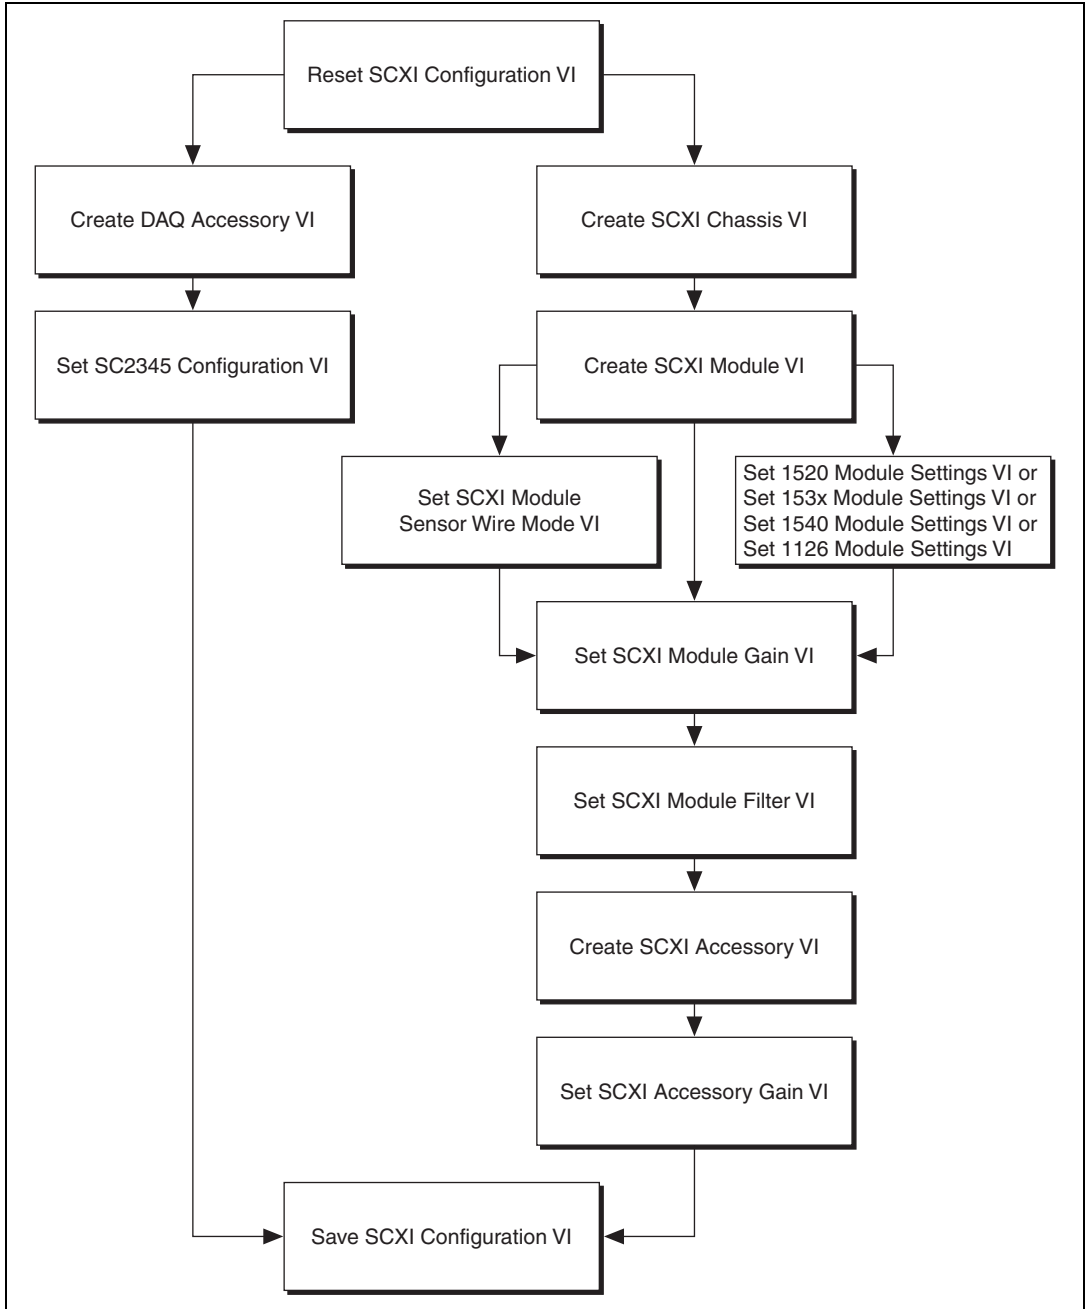 Reset SCXI Configuration VI
Create DAQ Accessory VI
Create SCXI Chassis VI
Set SC2345 Configuration VI
Create SCXI Module VI
Set SCXI Module
Sensor Wire Mode VI
Set 1520 Module Settings VI or
Set 153x Module Settings VI or
Set 1540 Module Settings VI or
Set 1126 Module Settings VI
Set SCXI Module Gain VI
Set SCXI Module Filter VI
Create SCXI Accessory VI
Set SCXI Accessory Gain VI
Save SCXI Configuration VI